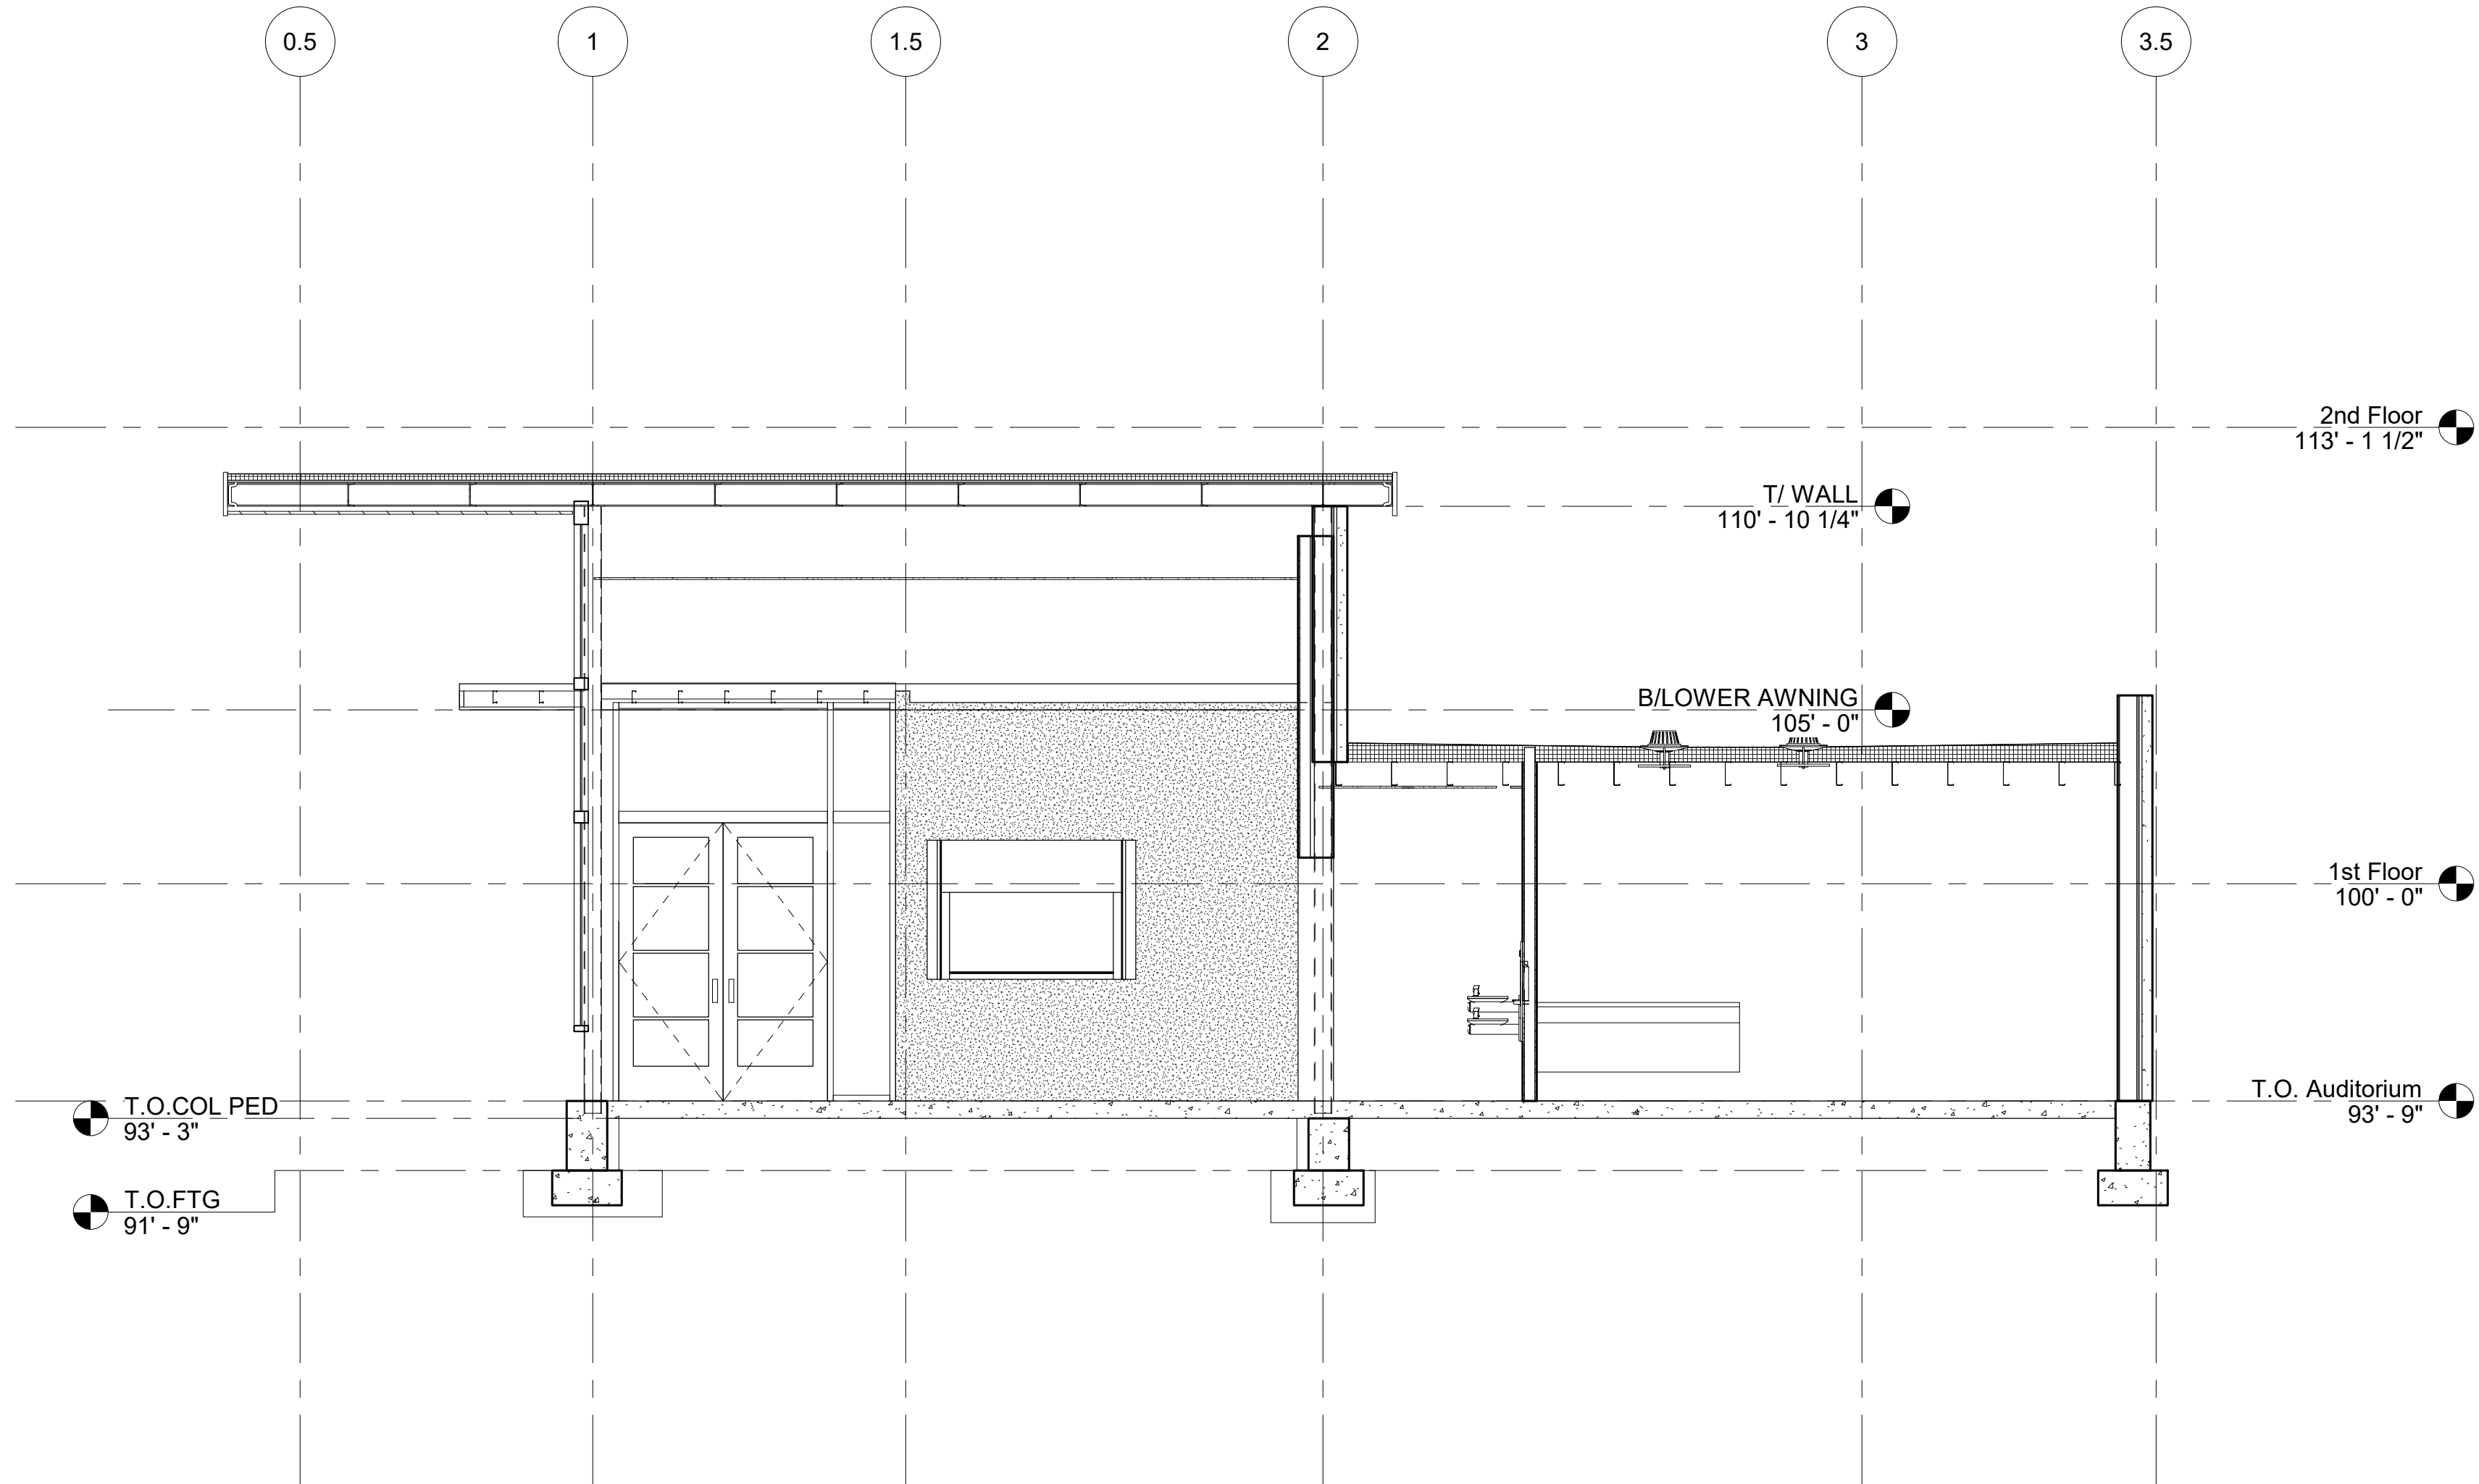 0.5
1
1.5
2
3
3.5
2nd Floor
113' - 1 1/2"
T/ WALL
110' - 10 1/4"
B/LOWER AWNING
105' - 0"
1st Floor
100' - 0"
T.O. Auditorium
93' - 9"
T.O.COL PED
93' - 3"
T.O.FTG
91' - 9"